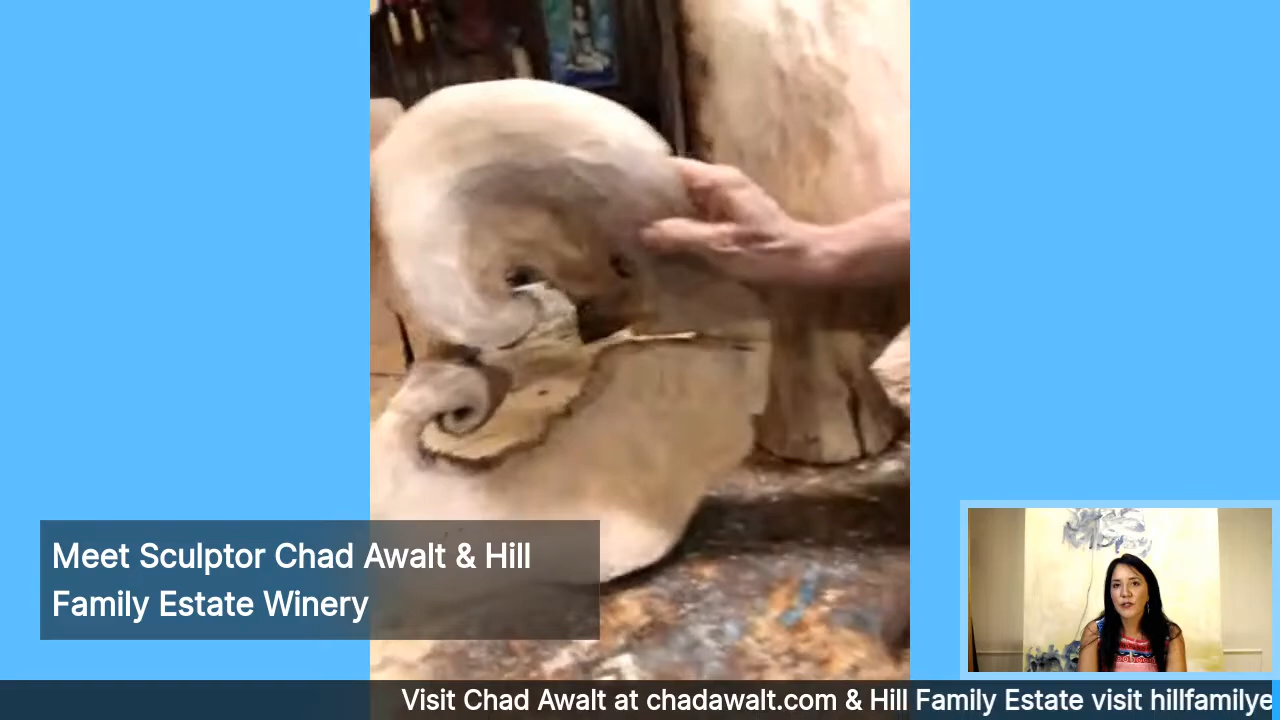 Meet Sculptor Chad Awalt & Hill
Family Estate Winery
Visit Chad Awalt at chadawalt.com & Hill Family Estate visit hillfamilye